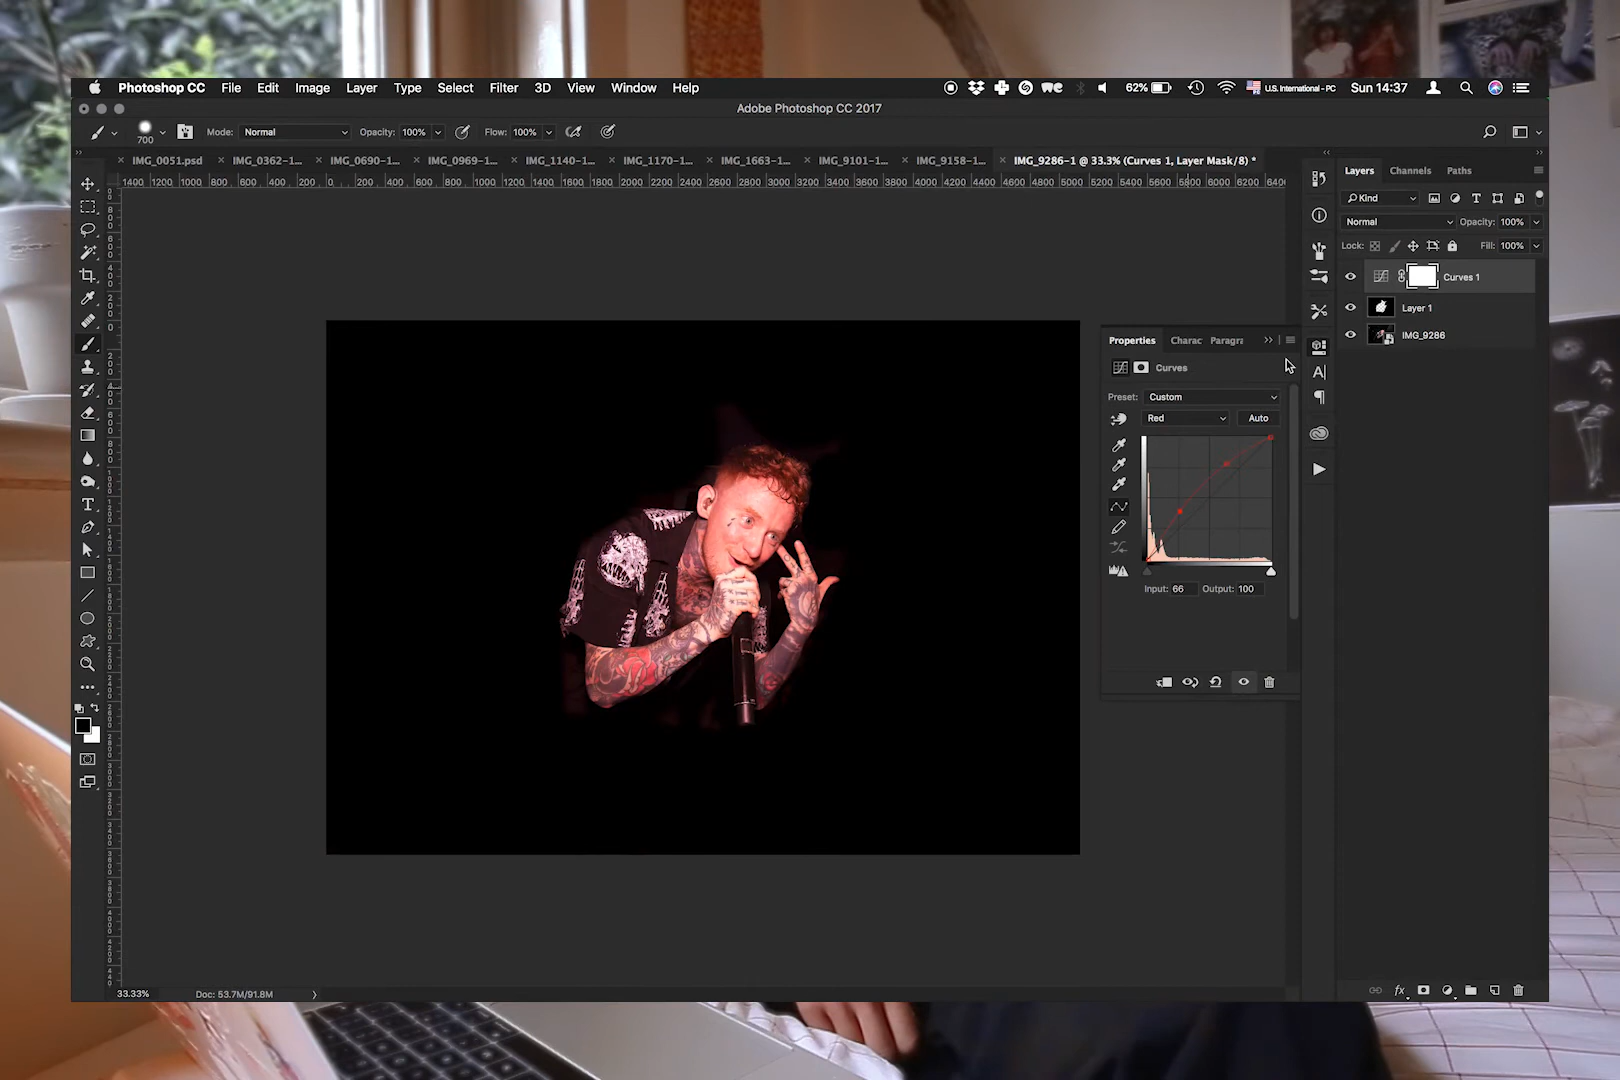 Photoshop CC File Edit Image Layer Type Select Filter 3D View Window Help 62% U.S. International - PC Sun 14:37
Adobe Photoshop CC 2017
700 Mode: Normal Opacity: 100% Flow: 100%
IMG_0051.psd IMG_0362-1... IMG_0690-1... IMG_0969-1... IMG_1140-1... IMG_1170-1... IMG_1663-1... IMG_9101-1... IMG_9158-1... IMG_9286-1 @ 33.3% (Curves 1, Layer Mask/8) *
1400 1200 1000 800 600 400 200 0 200 400 600 800 1000 1200 1400 1600 1800 2000 2200 2400 2600 2800 3000 3200 3400 3600 3800 4000 4200 4400 4600 4800 5000 5200 5400 5600 5800 6000 6200 6400
Layers Channels Paths
Kind
Normal Opacity: 100%
Lock: Fill: 100%
Curves 1
Layer 1
IMG_9286
Properties Charac Paragra
Curves
Preset: Custom
Red Auto
Input: 66 Output: 100
33.33% Doc: 53.7M/91.8M